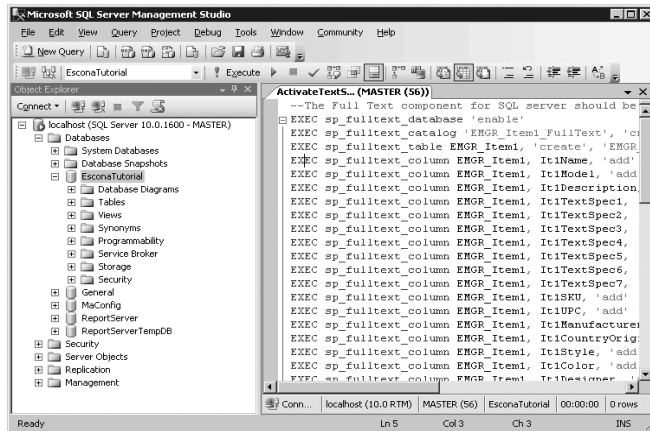 Microsoft SQL Server Management Studio
File Edit View Query Project Debug Tools Window Community Help
New Query
EsconaTutorial Execute
Object Explorer
Connect
localhost (SQL Server 10.0.1600 - MASTER)
Databases
System Databases
Database Snapshots
EsconaTutorial
Database Diagrams
Tables
Views
Synonyms
Programmability
Service Broker
Storage
Security
General
MaConfig
ReportServer
ReportServerTempDB
Security
Server Objects
Replication
Management
ActivateTextS... (MASTER (56))
--The Full Text component for SQL server should be
EXEC sp_fulltext_database 'enable'
EXEC sp_fulltext_catalog 'EMGR_Item1_FullText', 'cr
EXEC sp_fulltext_table EMGR_Item1, 'create', 'EMGR
EXEC sp_fulltext_column EMGR_Item1, It1Name, 'add'
EXEC sp_fulltext_column EMGR_Item1, It1Model, 'add
EXEC sp_fulltext_column EMGR_Item1, It1Description
EXEC sp_fulltext_column EMGR_Item1, It1TextSpec1,
EXEC sp_fulltext_column EMGR_Item1, It1TextSpec2,
EXEC sp_fulltext_column EMGR_Item1, It1TextSpec3,
EXEC sp_fulltext_column EMGR_Item1, It1TextSpec4,
EXEC sp_fulltext_column EMGR_Item1, It1TextSpec5,
EXEC sp_fulltext_column EMGR_Item1, It1TextSpec6,
EXEC sp_fulltext_column EMGR_Item1, It1TextSpec7,
EXEC sp_fulltext_column EMGR_Item1, It1SKU, 'add'
EXEC sp_fulltext_column EMGR_Item1, It1UPC, 'add'
EXEC sp_fulltext_column EMGR_Item1, It1Manufacturer
EXEC sp_fulltext_column EMGR_Item1, It1CountryOrigi
EXEC sp_fulltext_column EMGR_Item1, It1Style, 'add
EXEC sp_fulltext_column EMGR_Item1, It1Color, 'add
EXEC sp_fulltext_column EMGR_Item1, It1Designer,
Conn... localhost (10.0 RTM) MASTER (56) EsconaTutorial 00:00:00 0 rows
Ready Ln 5 Col 3 Ch 3 INS